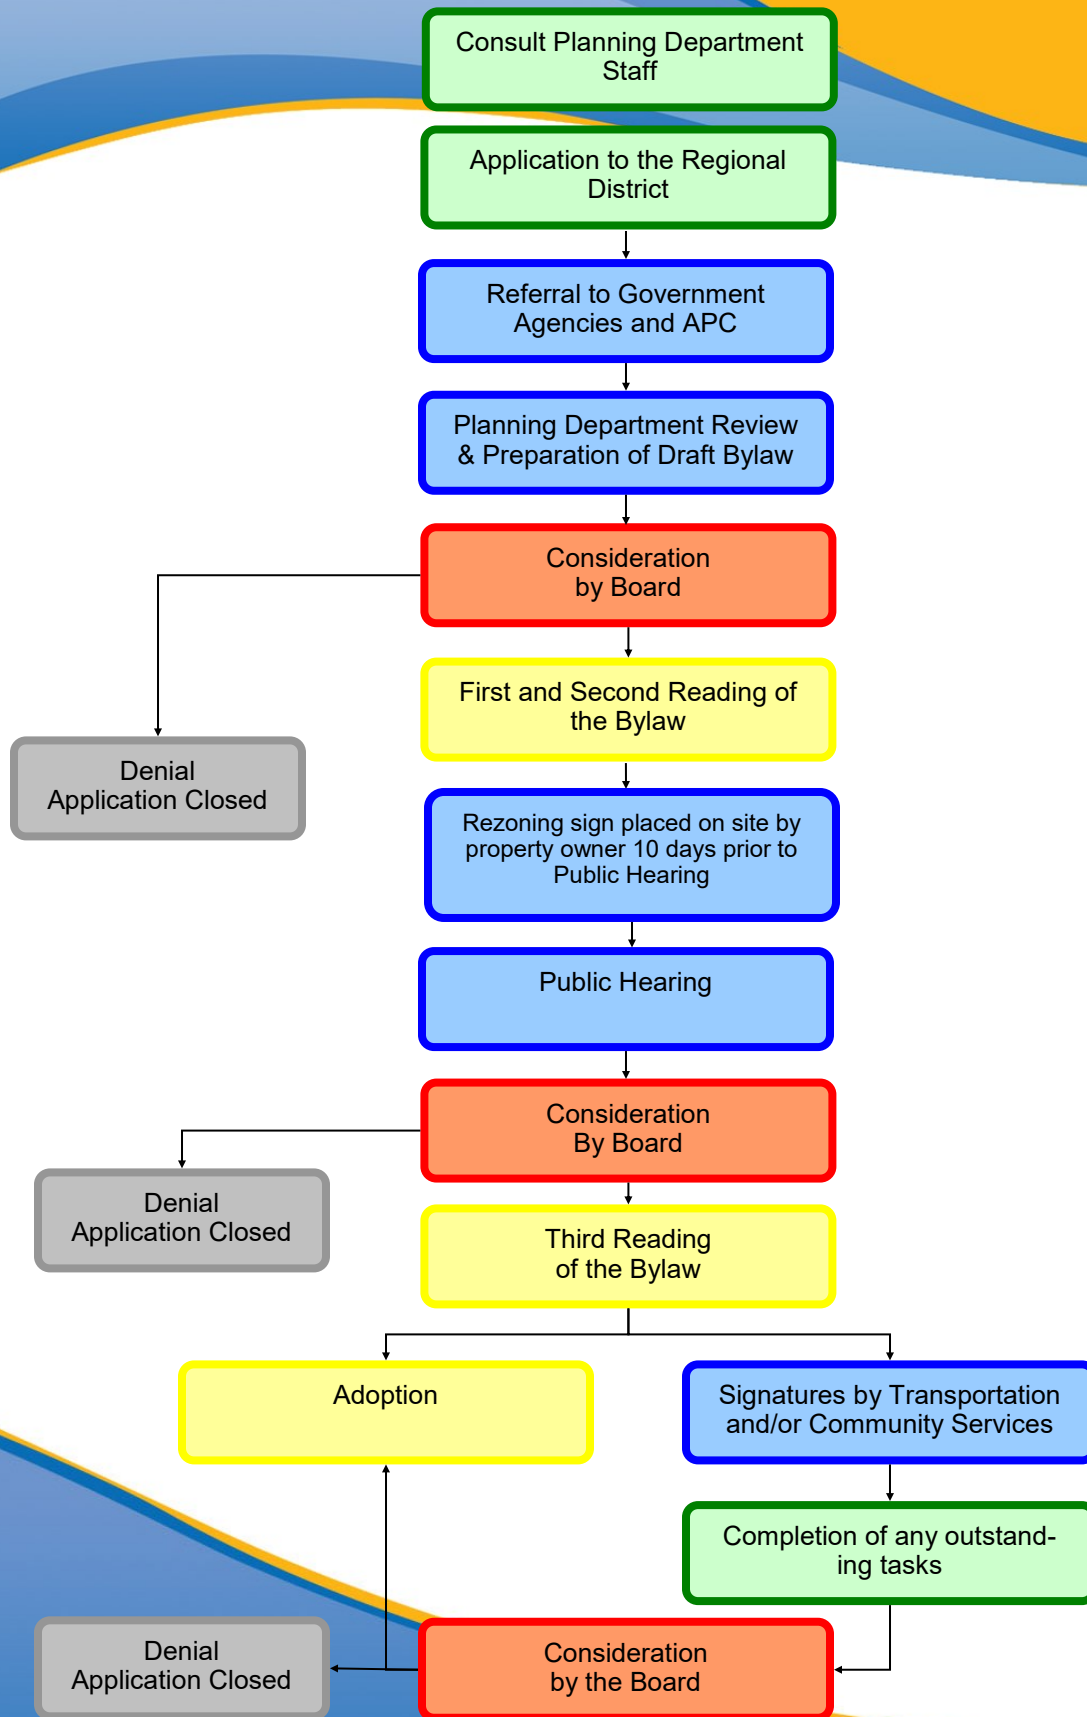 Consult Planning Department
Staff
Application to the Regional
District
Referral to Government
Agencies and APC
Planning Department Review
& Preparation of Draft Bylaw
Consideration
by Board
First and Second Reading of
the Bylaw
Denial
Application Closed
Rezoning sign placed on site by
property owner 10 days prior to
Public Hearing
Public Hearing
Consideration
By Board
Denial
Application Closed
Third Reading
of the Bylaw
Adoption
Signatures by Transportation
and/or Community Services
Completion of any outstand-
ing tasks
Denial
Application Closed
Consideration
by the Board